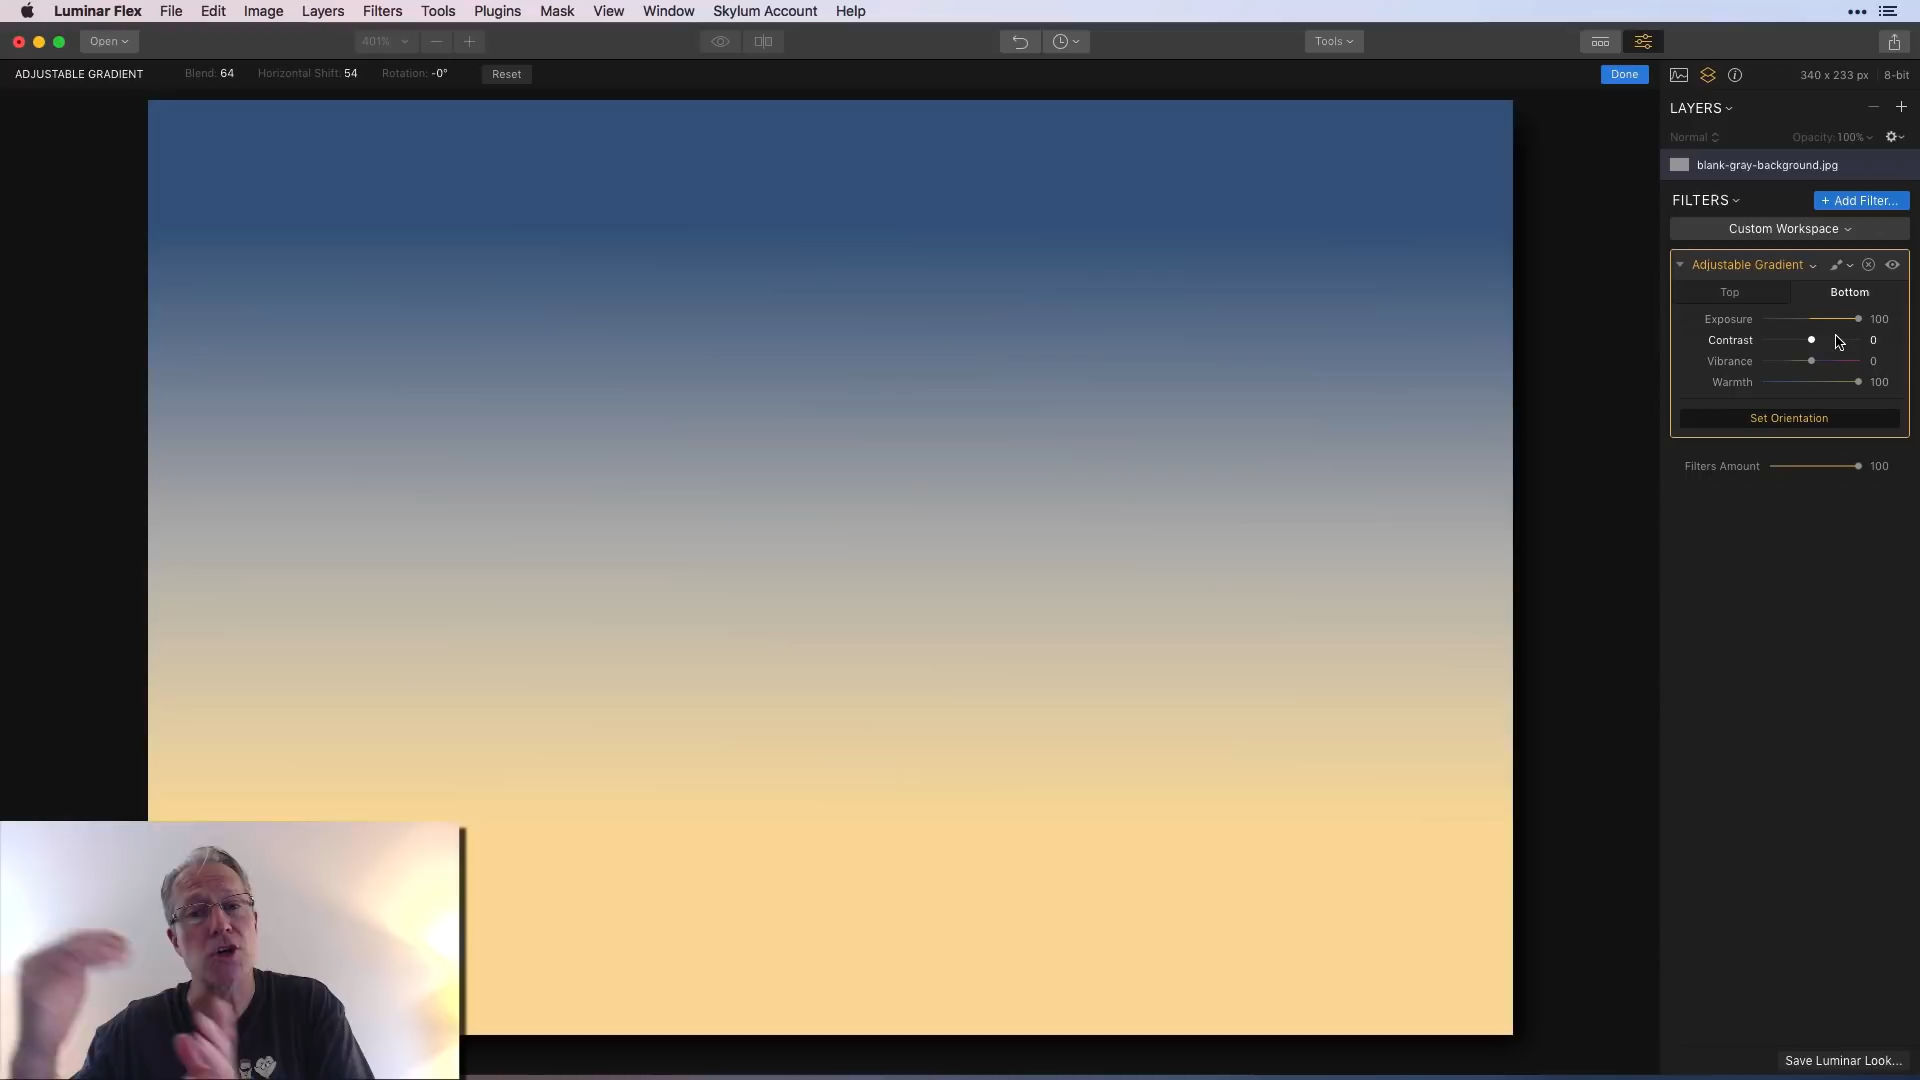 Luminar Flex File Edit Image Layers Filters Tools Plugins Mask View Window Skylum Account Help
Open 401% Tools
ADJUSTABLE GRADIENT Blend: 64 Horizontal Shift: 54 Rotation: -0° Reset Done 340 x 233 px 8-bit
LAYERS
Normal Opacity: 100%
blank-gray-background.jpg
FILTERS + Add Filter...
Custom Workspace
Adjustable Gradient
Top Bottom
Exposure 100
Contrast 0
Vibrance 0
Warmth 100
Set Orientation
Filters Amount 100
Save Luminar Look...